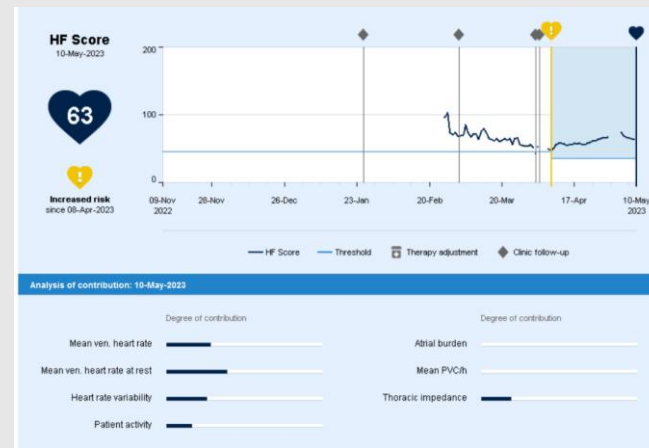 HF Score
10-May-2023
63
!
Increased risk
since 08-Apr-2023
200
100
0
!
09-Nov
2022
28-Nov
26-Dec
23-Jan
20-Feb
20-Mar
17-Apr
10-May
2023
HF Score
Threshold
Therapy adjustment
Clinic follow-up
Analysis of contribution: 10-May-2023
Degree of contribution
Mean ven. heart rate
Mean ven. heart rate at rest
Heart rate variability
Patient activity
Degree of contribution
Atrial burden
Mean PVC/h
Thoracic impedance